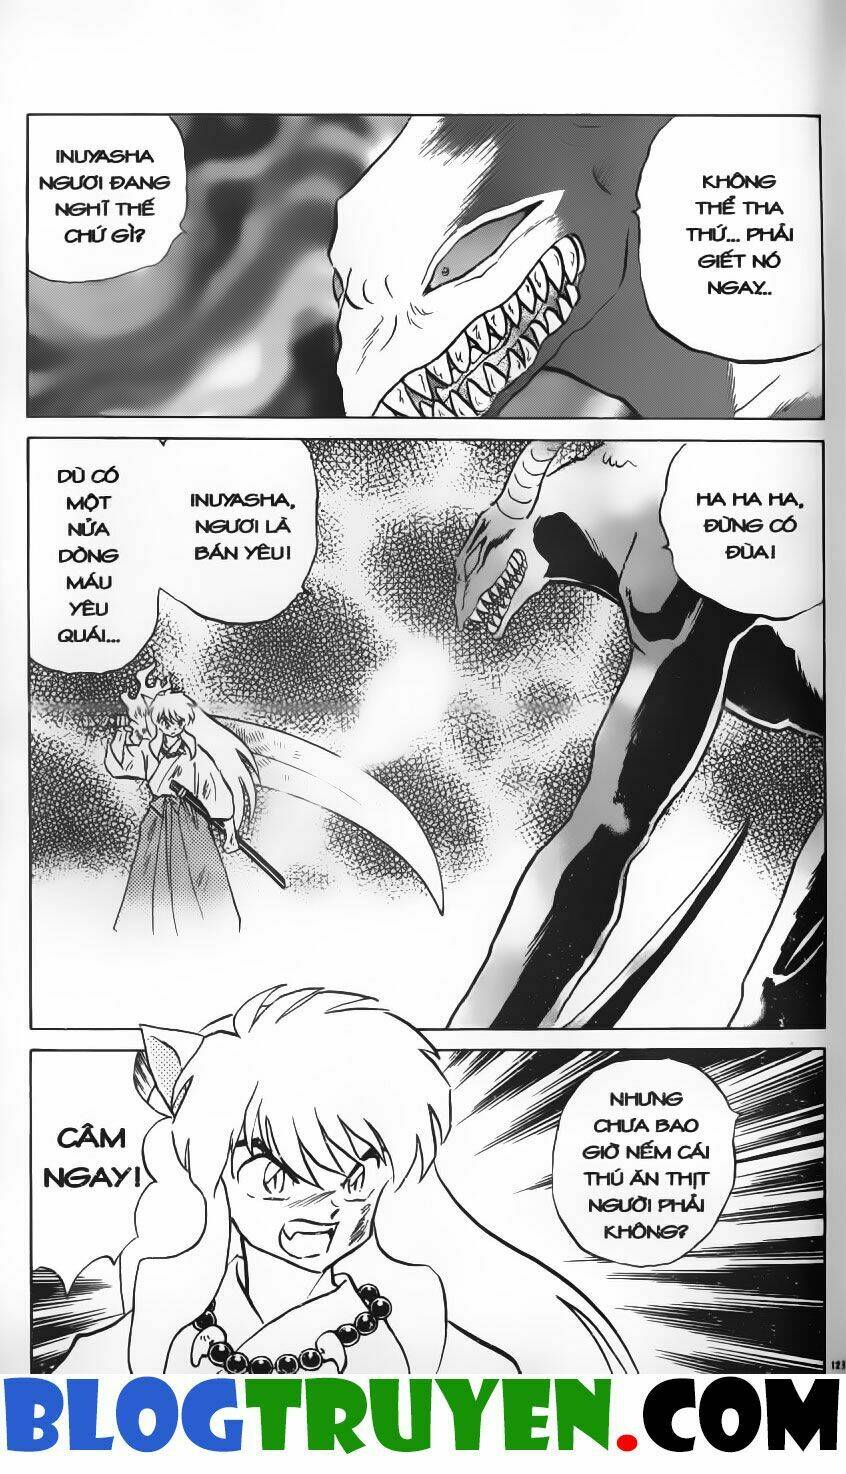 KHÔNG
THỂ THA
THỨ... PHẢI
GIẾT NÓ
NGAY...
INUYASHA
NGƯƠI ĐANG
NGHĨ THẾ
CHỨ GÌ?
HA HA HA,
ĐỪNG CÓ
ĐÙA!
INUYASHA,
NGƯƠI LÀ
BÁN YÊU!
DÙ CÓ
MỘT
NỬA
DÒNG
MÁU
YÊU
QUÁI...
NHƯNG
CHƯA BAO
GIỜ NẾM CÁI
THÚ ĂN THỊT
NGƯỜI PHẢI
KHÔNG?
CÂM
NGAY!
123
BLOGTRUYEN.COM